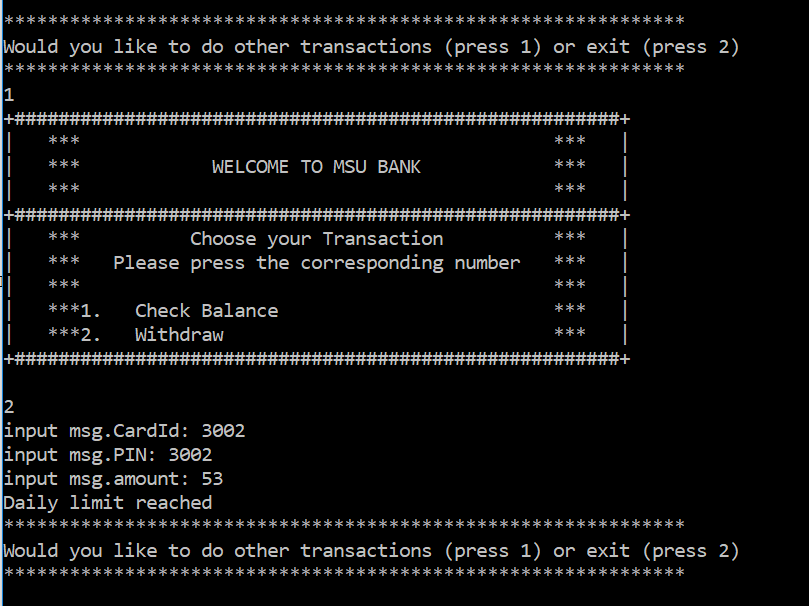 **************************************************************
Would you like to do other transactions (press 1) or exit (press 2)
**************************************************************
1
+#######################################################+
|   ***                                           ***   |
|   ***            WELCOME TO MSU BANK            ***   |
|   ***                                           ***   |
+#######################################################+
|   ***          Choose your Transaction          ***   |
|   ***   Please press the corresponding number   ***   |
|   ***                                           ***   |
|   ***1.   Check Balance                         ***   |
|   ***2.   Withdraw                              ***   |
+#######################################################+
2
input msg.CardId: 3002
input msg.PIN: 3002
input msg.amount: 53
Daily limit reached
**************************************************************
Would you like to do other transactions (press 1) or exit (press 2)
**************************************************************